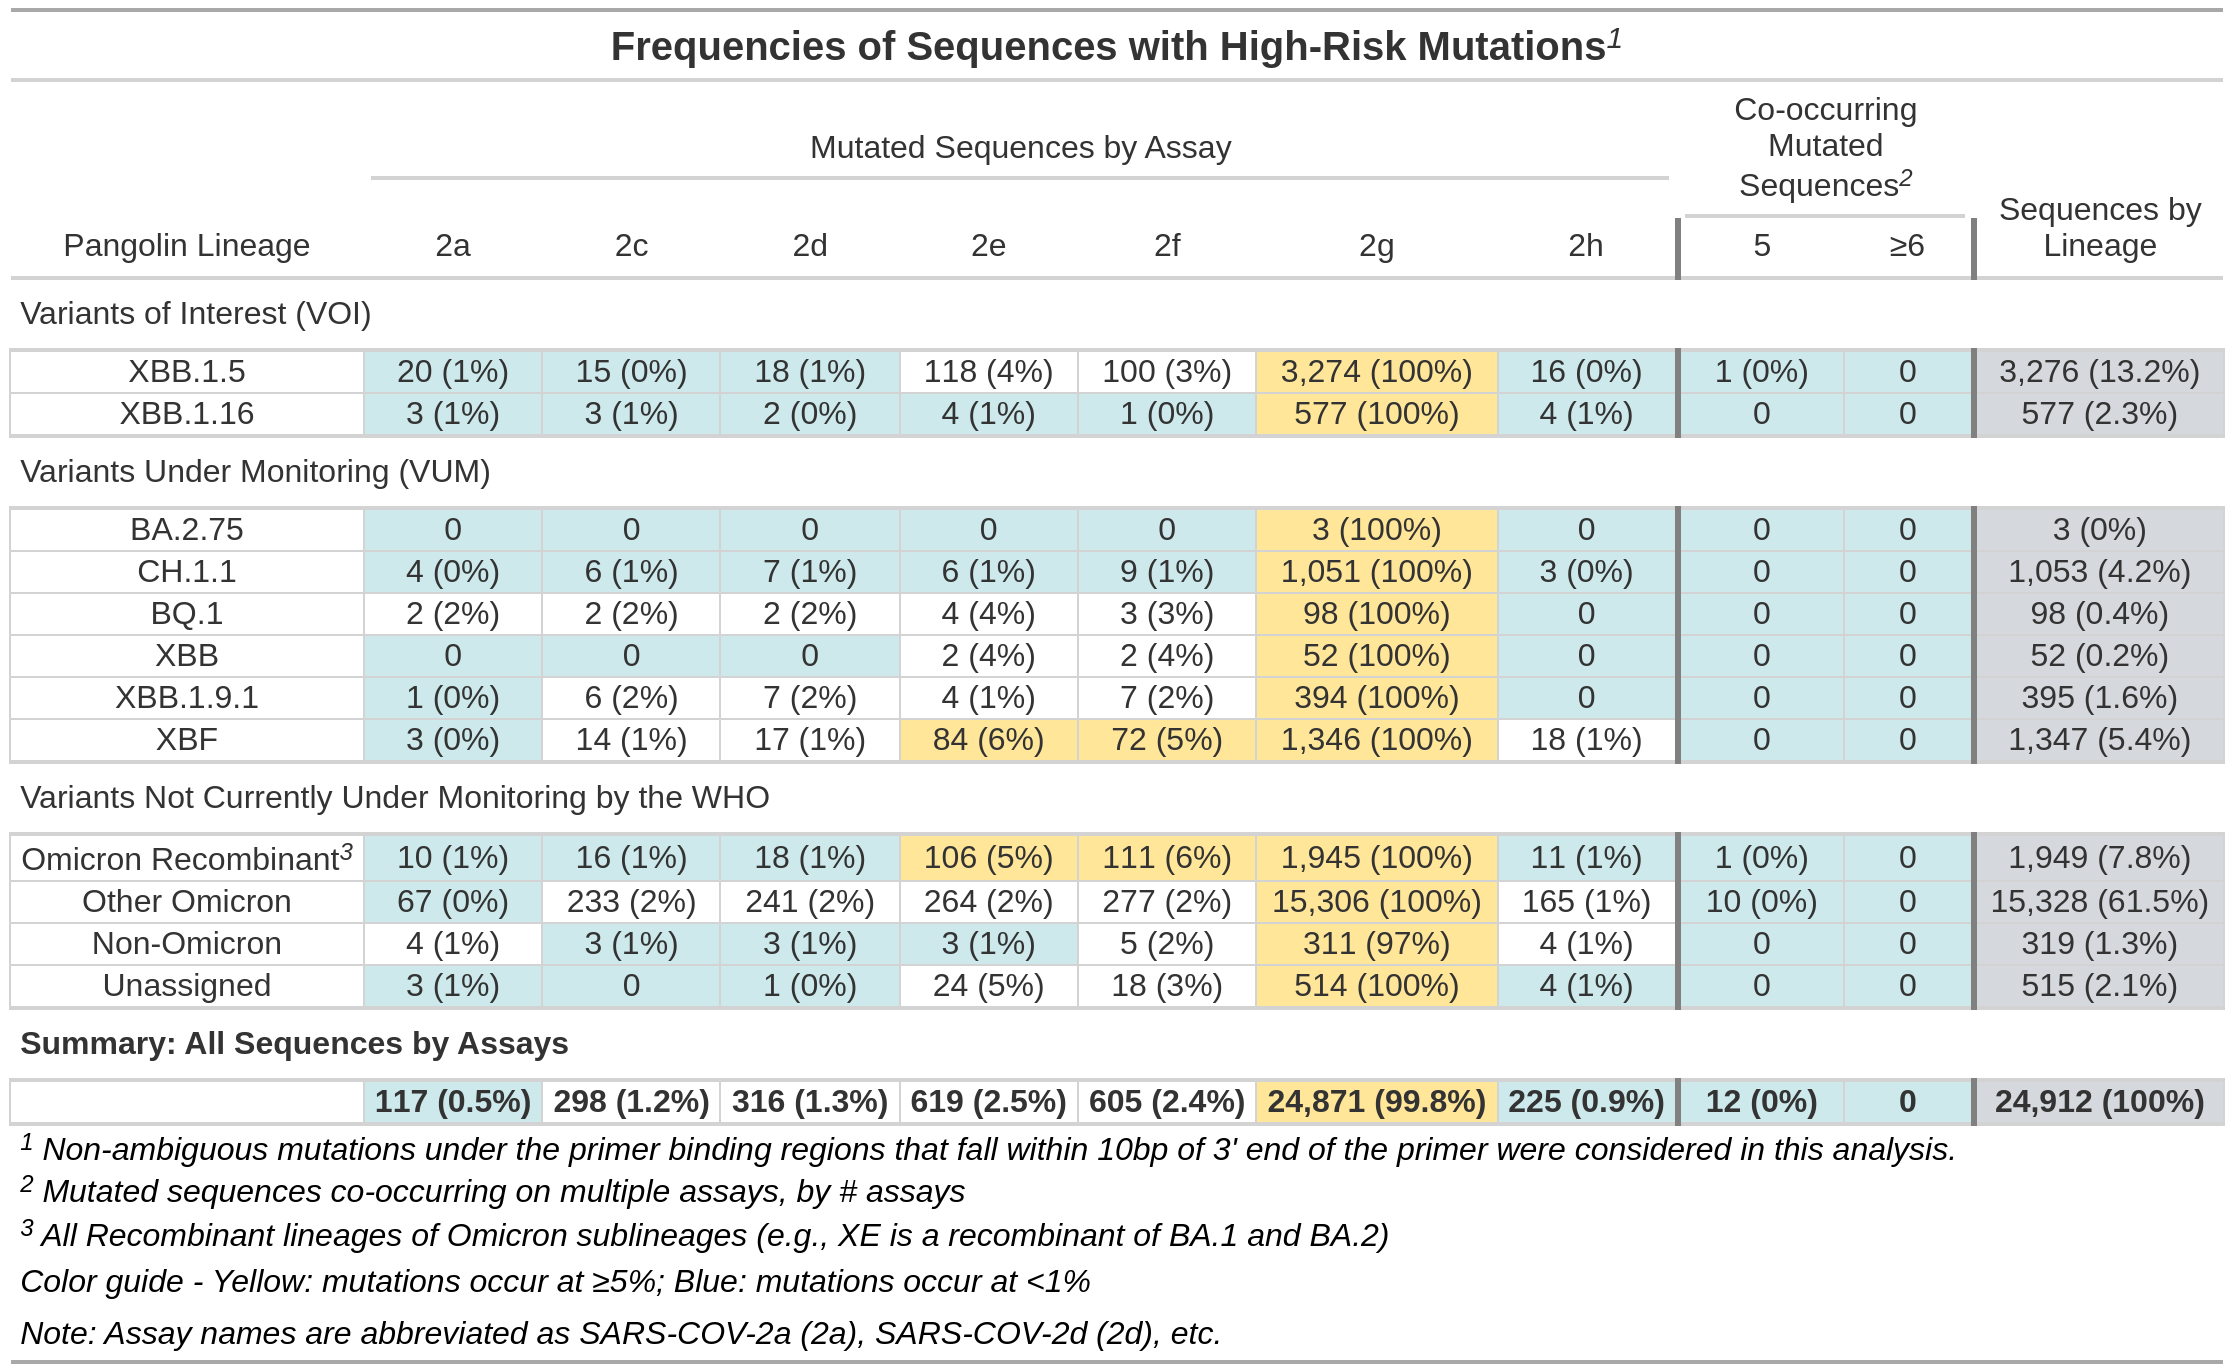 Frequencies of Sequences with High-Risk Mutations1
Mutated Sequences by Assay
Co-occurring
Mutated
Sequences2
Sequences by
Lineage
Pangolin Lineage 2a 2c 2d 2e 2f 2g 2h 5 ≥6
Variants of Interest (VOI)
XBB.1.5 20 (1%) 15 (0%) 18 (1%) 118 (4%) 100 (3%) 3,274 (100%) 16 (0%) 1 (0%) 0 3,276 (13.2%)
XBB.1.16 3 (1%) 3 (1%) 2 (0%) 4 (1%) 1 (0%) 577 (100%) 4 (1%) 0 0 577 (2.3%)
Variants Under Monitoring (VUM)
BA.2.75 0 0 0 0 0 3 (100%) 0 0 0 3 (0%)
CH.1.1 4 (0%) 6 (1%) 7 (1%) 6 (1%) 9 (1%) 1,051 (100%) 3 (0%) 0 0 1,053 (4.2%)
BQ.1 2 (2%) 2 (2%) 2 (2%) 4 (4%) 3 (3%) 98 (100%) 0 0 0 98 (0.4%)
XBB 0 0 0 2 (4%) 2 (4%) 52 (100%) 0 0 0 52 (0.2%)
XBB.1.9.1 1 (0%) 6 (2%) 7 (2%) 4 (1%) 7 (2%) 394 (100%) 0 0 0 395 (1.6%)
XBF 3 (0%) 14 (1%) 17 (1%) 84 (6%) 72 (5%) 1,346 (100%) 18 (1%) 0 0 1,347 (5.4%)
Variants Not Currently Under Monitoring by the WHO
Omicron Recombinant3 10 (1%) 16 (1%) 18 (1%) 106 (5%) 111 (6%) 1,945 (100%) 11 (1%) 1 (0%) 0 1,949 (7.8%)
Other Omicron 67 (0%) 233 (2%) 241 (2%) 264 (2%) 277 (2%) 15,306 (100%) 165 (1%) 10 (0%) 0 15,328 (61.5%)
Non-Omicron 4 (1%) 3 (1%) 3 (1%) 3 (1%) 5 (2%) 311 (97%) 4 (1%) 0 0 319 (1.3%)
Unassigned 3 (1%) 0 1 (0%) 24 (5%) 18 (3%) 514 (100%) 4 (1%) 0 0 515 (2.1%)
Summary: All Sequences by Assays
117 (0.5%) 298 (1.2%) 316 (1.3%) 619 (2.5%) 605 (2.4%) 24,871 (99.8%) 225 (0.9%) 12 (0%) 0 24,912 (100%)
1 Non-ambiguous mutations under the primer binding regions that fall within 10bp of 3' end of the primer were considered in this analysis.
2 Mutated sequences co-occurring on multiple assays, by # assays
3 All Recombinant lineages of Omicron sublineages (e.g., XE is a recombinant of BA.1 and BA.2)
Color guide - Yellow: mutations occur at ≥5%; Blue: mutations occur at <1%
Note: Assay names are abbreviated as SARS-COV-2a (2a), SARS-COV-2d (2d), etc.